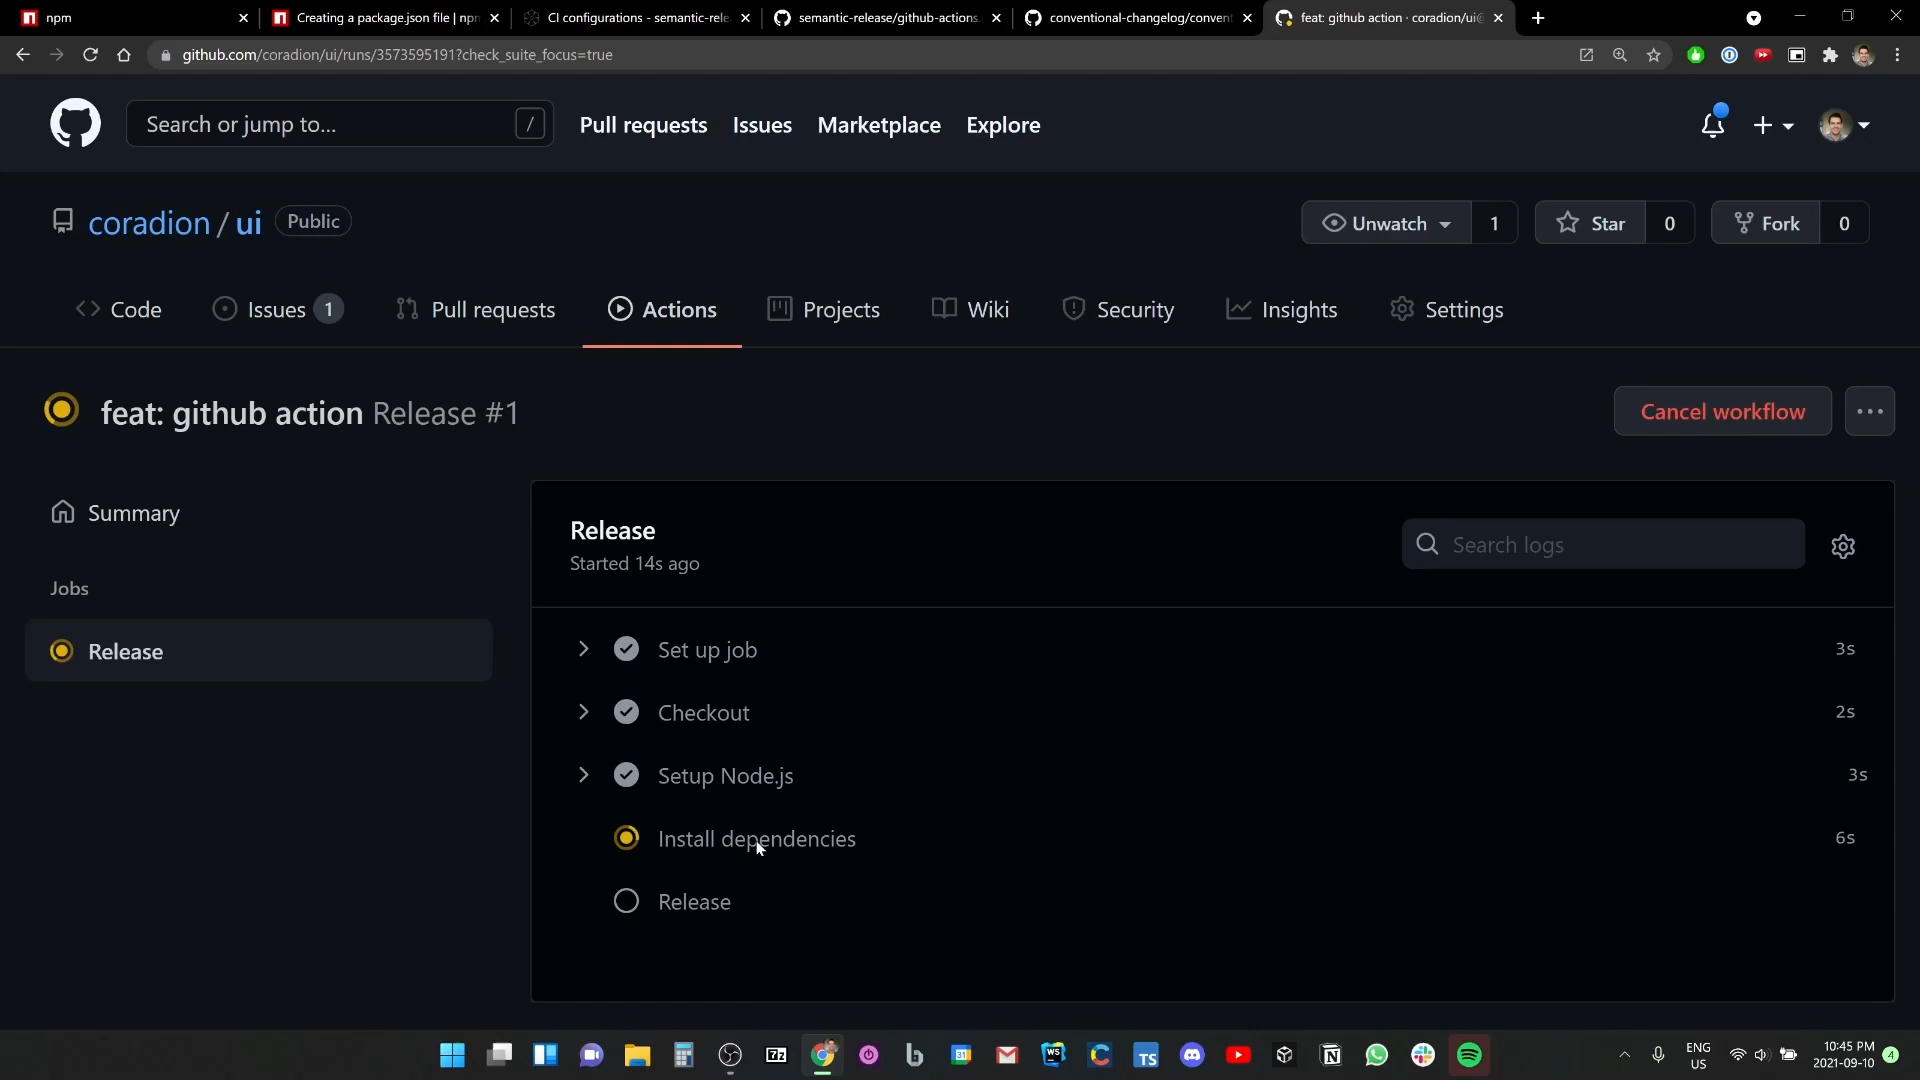 npm
Creating a package.json file | npm
CI configurations - semantic-rele
semantic-release/github-actions.
conventional-changelog/convent
feat: github action · coradion/ui@
github.com/coradion/ui/runs/3573595191?check_suite_focus=true
Search or jump to...
/
Pull requests
Issues
Marketplace
Explore
coradion / ui
Public
Unwatch
1
Star
0
Fork
0
Code
Issues
1
Pull requests
Actions
Projects
Wiki
Security
Insights
Settings
feat: github action Release #1
Cancel workflow
Summary
Release
Started 14s ago
Search logs
Jobs
Release
Set up job
3s
Checkout
2s
Setup Node.js
3s
Install dependencies
6s
Release
7z
31
WS
TS
ENG
US
10:45 PM
2021-09-10
4